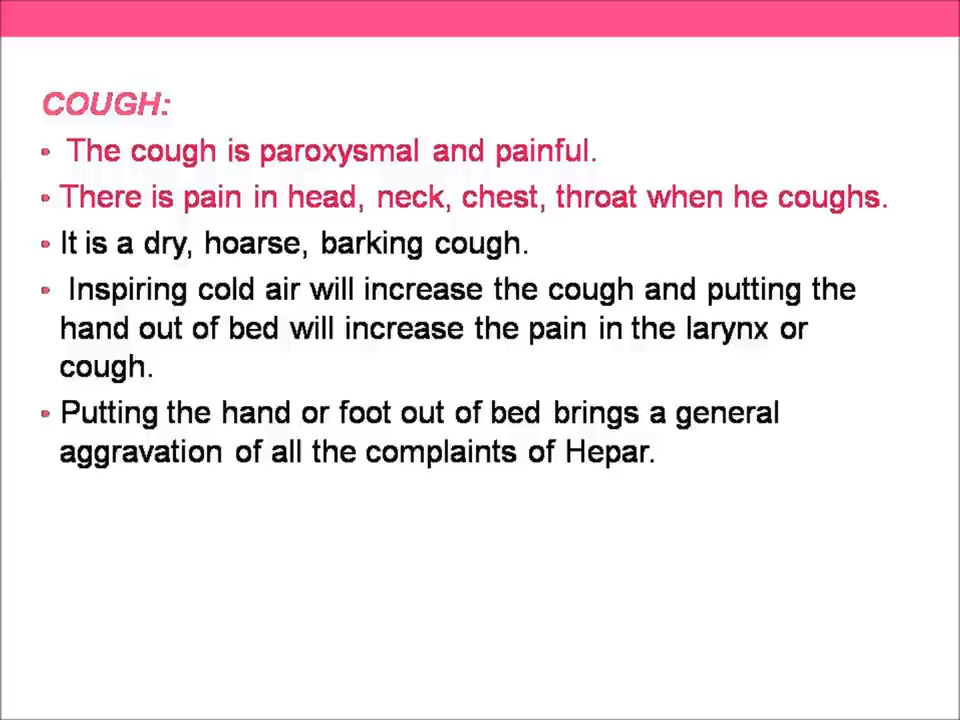 COUGH:
• The cough is paroxysmal and painful.
• There is pain in head, neck, chest, throat when he coughs.
• It is a dry, hoarse, barking cough.
• Inspiring cold air will increase the cough and putting the
hand out of bed will increase the pain in the larynx or
cough.
• Putting the hand or foot out of bed brings a general
aggravation of all the complaints of Hepar.